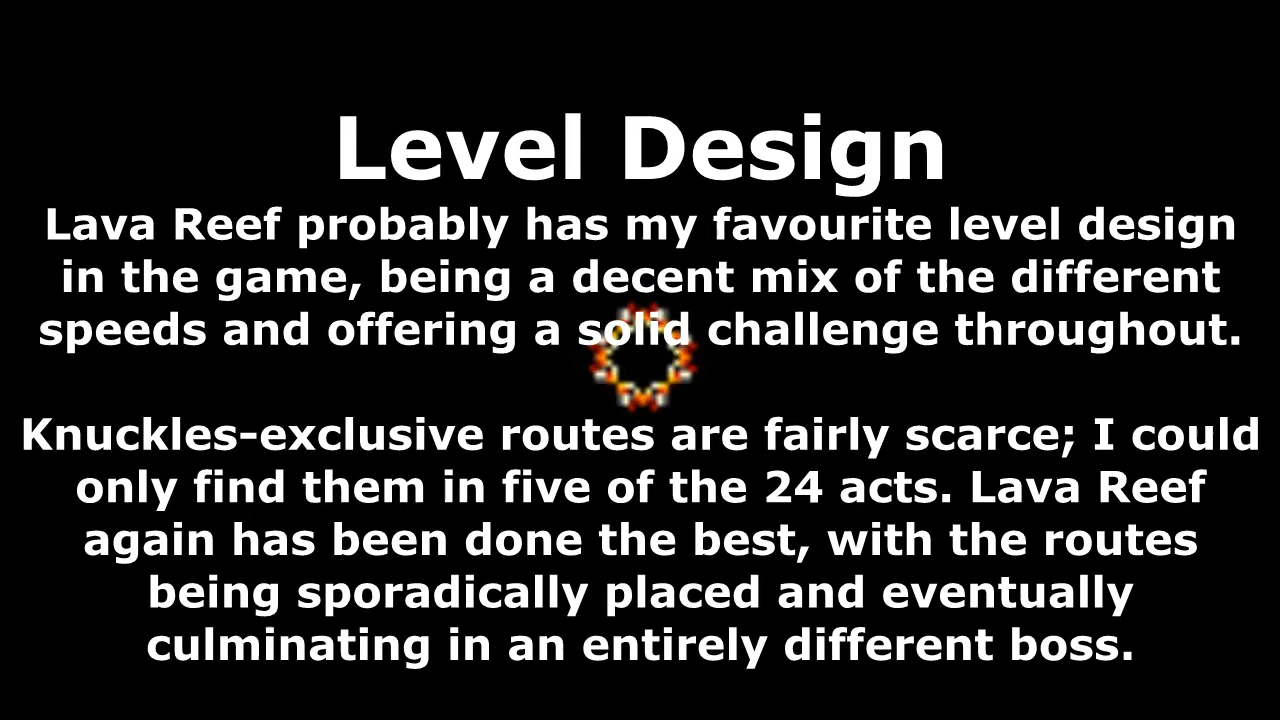 Level Design
Lava Reef probably has my favourite level design
in the game, being a decent mix of the different
speeds and offering a solid challenge throughout.
Knuckles-exclusive routes are fairly scarce; I could
only find them in five of the 24 acts. Lava Reef
again has been done the best, with the routes
being sporadically placed and eventually
culminating in an entirely different boss.